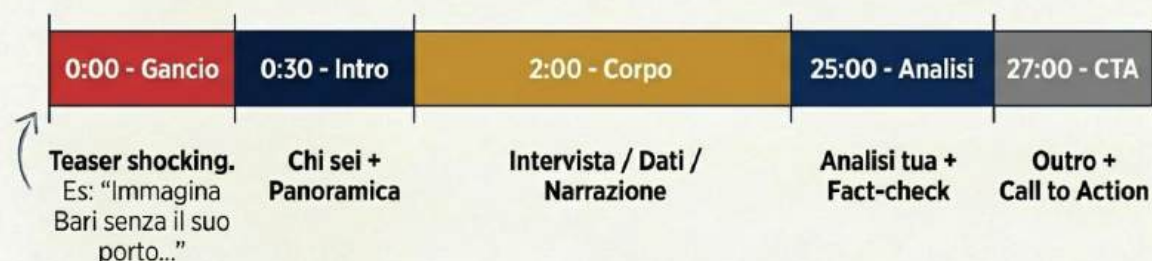 0:00 - Gancio
0:30 - Intro
2:00 - Corpo
25:00 - Analisi
27:00 - CTA
Teaser shocking.
Es: “Immagina
Bari senza il suo
porto...”
Chi sei +
Panoramica
Intervista / Dati /
Narrazione
Analisi tua +
Fact-check
Outro +
Call to Action